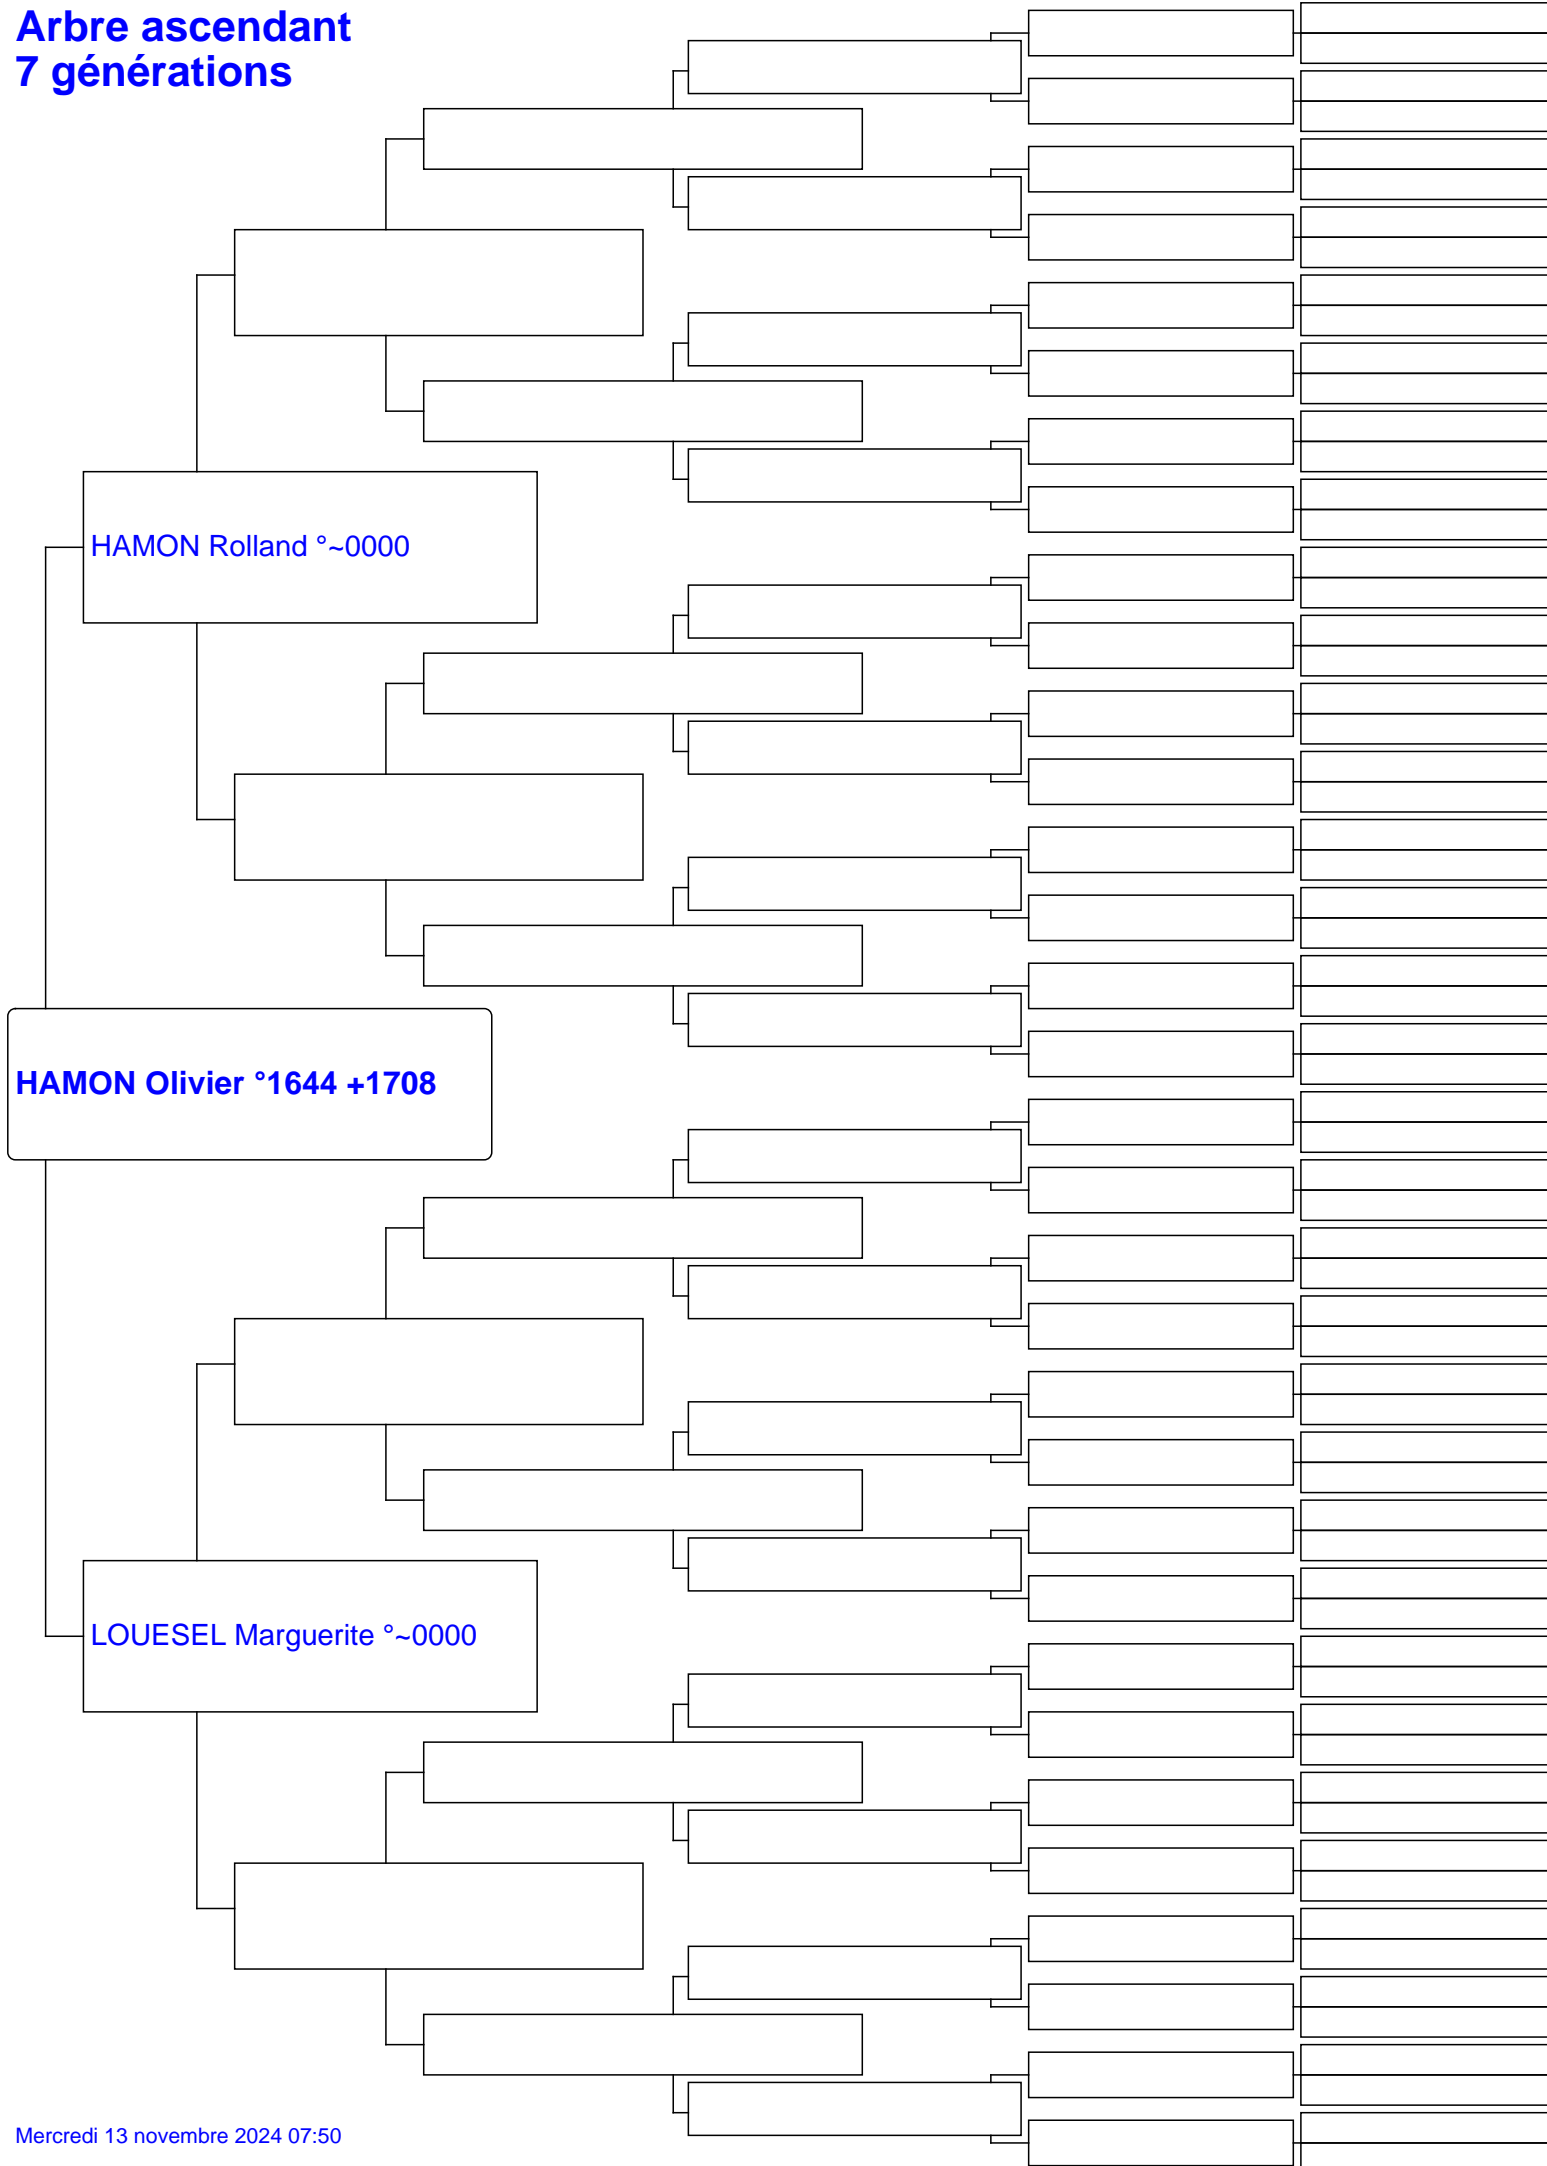 Arbre ascendant
7 générations
HAMON Rolland °~0000
HAMON Olivier °1644 +1708
LOUESEL Marguerite °~0000
Mercredi 13 novembre 2024 07:50